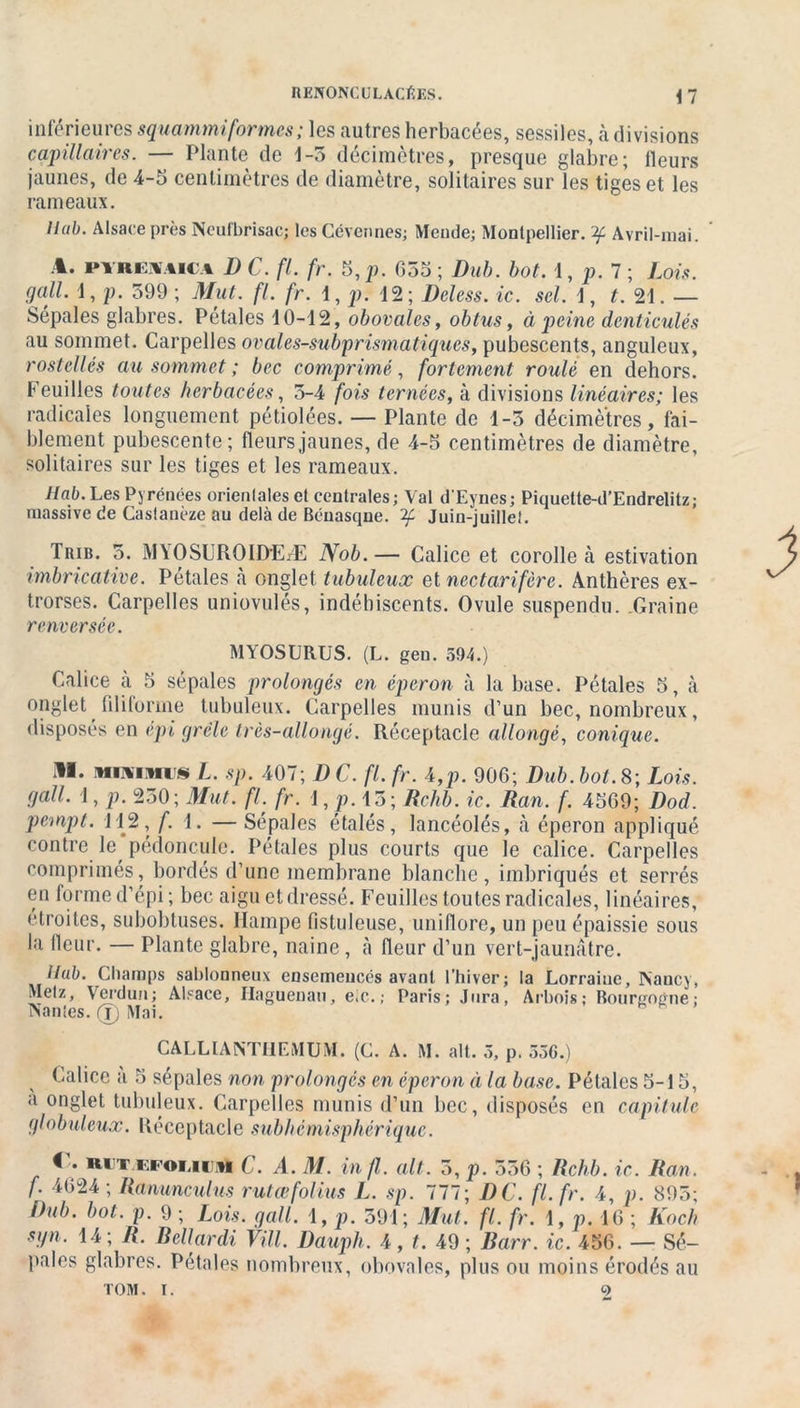 RENONCULACÉES. 17
inférieures squammiformes; les autres herbacées, sessiles, à divisions
capillaires. — Plante de 1-3 décimètres, presque glabre; fleurs
jaunes, de 4-5 centimètres de diamètre, solitaires sur les tiges et les
rameaux.
Hab. Alsace près Neufbrisac; les Cévennes; Mende; Montpellier. ♃ Avril-mai.
A. PYRENAICA D C. fl. fr. 5, p. 635; Dub. bot. 1, p. 7; Lois.
gall. 1, p. 399; Mut. fl. fr. 1, p. 12; Deless. ic. sel. 1, t. 21. —
Sépales glabres. Pétales 10-12, obovales, obtus, à peine denticulés
au sommet. Carpelles ovales-subprismatiques, pubescents, anguleux,
rostellés au sommet; bec comprimé, fortement roulé en dehors.
Feuilles toutes herbacées, 3-4 fois ternées, à divisions linéaires; les
radicales longuement pétiolées. — Plante de 1-3 décimètres, fai-
blement pubescente; fleurs jaunes, de 4-5 centimètres de diamètre,
solitaires sur les tiges et les rameaux.
Hab. Les Pyrénées orientales et centrales; Val d'Eynes; Piquette-d'Endrelitz;
massive de Castanèze au delà de Bénasque. ♃ Juin-juillet.
TRIB. 3. MYOSUROIDEÆ Nob. — Calice et corolle à estivation
imbricative. Pétales à onglet tubuleux et nectarifère. Anthères ex-
trorses. Carpelles uniovulés, indéhiscents. Ovule suspendu. Graine
renversée.
MYOSURUS. (L. gen. 394.)
Calice à 5 sépales prolongés en éperon à la base. Pétales 5, à
onglet filiforme tubuleux. Carpelles munis d'un bec, nombreux,
disposés en épi grêle très-allongé. Réceptacle allongé, conique.
M. MINIMUS L. sp. 407; D C. fl. fr. 4, p. 906; Dub. bot. 8; Lois.
gall. 1, p. 230; Mut. fl. fr. 1, p. 13; Rchb. ic. Ran. f. 4569; Dod.
pempt. 112, f. 1. — Sépales étalés, lancéolés, à éperon appliqué
contre le pédoncule. Pétales plus courts que le calice. Carpelles
comprimés, bordés d'une membrane blanche, imbriqués et serrés
en forme d'épi; bec aigu et dressé. Feuilles toutes radicales, linéaires,
étroites, subobtuses. Hampe fistuleuse, uniflore, un peu épaissie sous
la fleur. — Plante glabre, naine, à fleur d'un vert-jaunâtre.
Hab. Champs sablonneux ensemencés avant l'hiver; la Lorraine, Nancy,
Metz, Verdun; Alsace, Haguenau, etc.; Paris; Jura, Arbois; Bourgogne;
Nantes. ① Mai.
CALLIANTHEMUM. (C. A. M. alt. 3, p. 336.)
Calice à 5 sépales non prolongés en éperon à la base. Pétales 5-15,
à onglet tubuleux. Carpelles munis d'un bec, disposés en capitule
globuleux. Réceptacle subhémisphérique.
C. RUTÆFOLIUM C. A. M. in fl. alt. 3, p. 336; Rchb. ic. Ran.
f. 4624; Ranunculus rutæfolius L. sp. 777; DC. fl. fr. 4, p. 893;
Dub. bot. p. 9; Lois. gall. 1, p. 391; Mut. fl. fr. 1, p. 16; Koch
syn. 14; R. Bellardi Vill. Dauph. 4, t. 49; Barr. ic. 456. — Sé-
pales glabres. Pétales nombreux, obovales, plus ou moins érodés au
TOM. I. 2
3